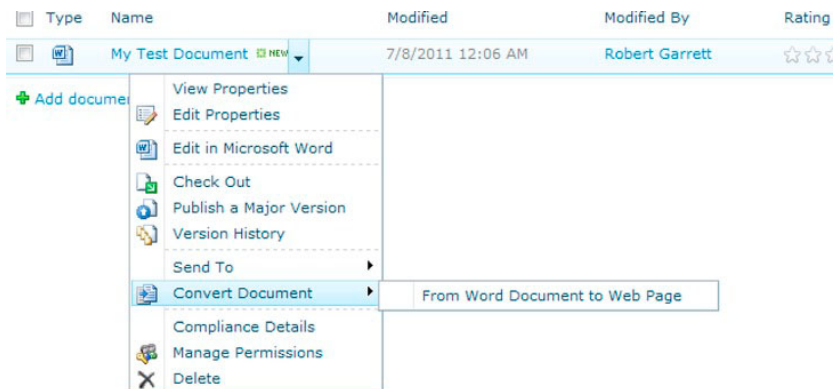 Type Name Modified Modified By Rating
My Test Document NEW 7/8/2011 12:06 AM Robert Garrett
Add documen
View Properties
Edit Properties
Edit in Microsoft Word
Check Out
Publish a Major Version
Version History
Send To
Convert Document
From Word Document to Web Page
Compliance Details
Manage Permissions
Delete